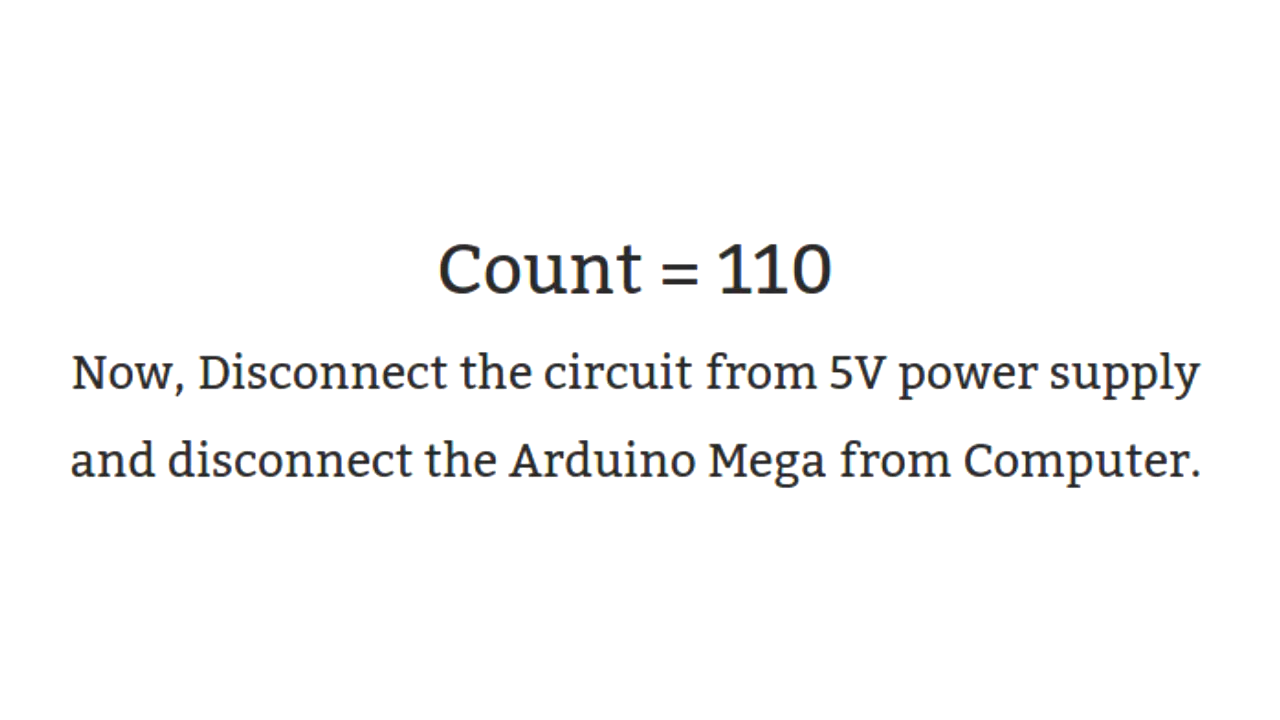 Count = 110
Now, Disconnect the circuit from 5V power supply
and disconnect the Arduino Mega from Computer.